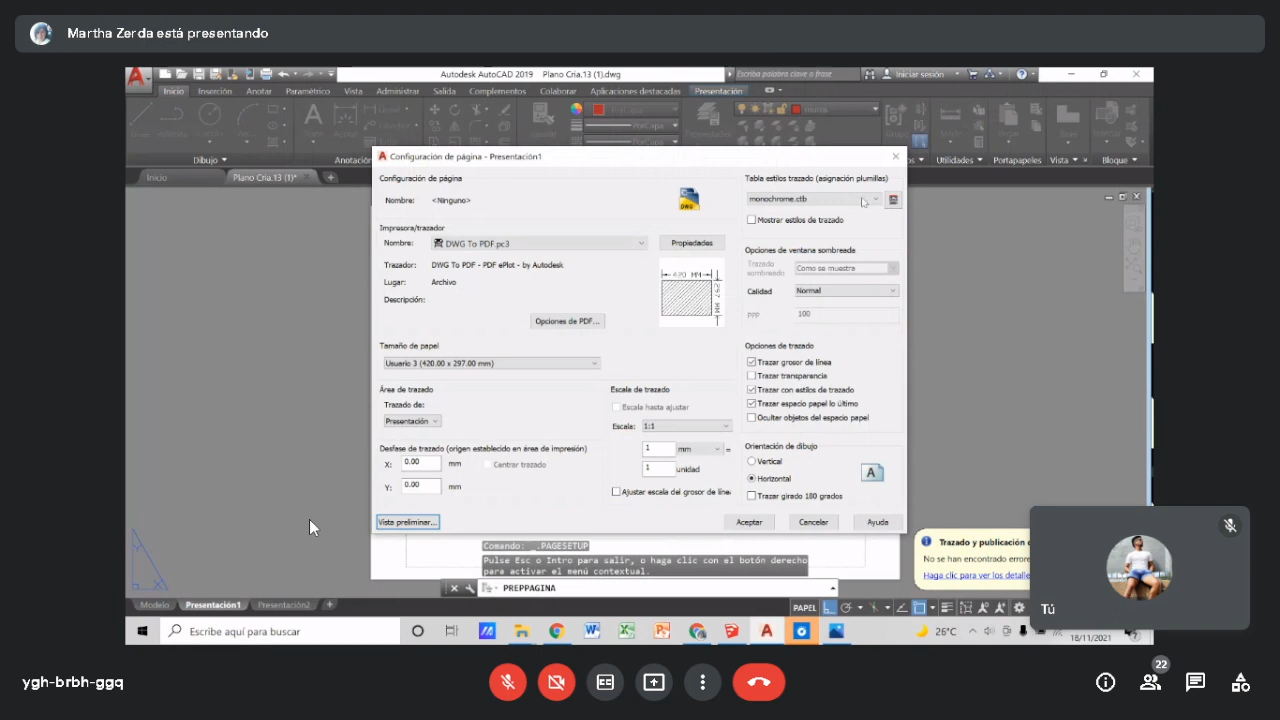 Martha Zerda está presentando
Autodesk AutoCAD 2019 Plano Cria.13 (1).dwg
Escriba palabra clave o frase
Iniciar sesión
Inicio Inserción Anotar Paramétrico Vista Administrar Salida Complementos Colaborar Aplicaciones destacadas Presentación
PorCapa
PorCapa
PorCapa
Dibujo
Utilidades Portapapeles Vista Bloque
Inicio Plano Cria.13 (1)*
Configuración de página - Presentación1
Configuración de página
Nombre: <Ninguno>
DWG
Impresora/trazador
Nombre: DWG To PDF.pc3 Propiedades
Trazador: DWG To PDF - PDF ePlot - by Autodesk
Lugar: Archivo
Descripción:
Opciones de PDF...
420 MM
297 MM
Tamaño de papel
Usuario 3 (420.00 x 297.00 mm)
Área de trazado
Trazado de:
Presentación
Desfase de trazado (origen establecido en área de impresión)
X: 0.00 mm Centrar trazado
Y: 0.00 mm
Escala de trazado
Escala hasta ajustar
Escala: 1:1
1 mm =
1 unidad
Ajustar escala del grosor de línea
Tabla estilos trazado (asignación plumillas)
monochrome.ctb
Mostrar estilos de trazado
Opciones de ventana sombreada
Trazado sombreado Como se muestra
Calidad Normal
ppp 100
Opciones de trazado
Trazar grosor de línea
Trazar transparencia
Trazar con estilos de trazado
Trazar espacio papel lo último
Ocultar objetos del espacio papel
Orientación de dibujo
Vertical
Horizontal
A
Trazar girado 180 grados
Vista preliminar... Aceptar Cancelar Ayuda
Comando: _.PAGESETUP
Pulse Esc o Intro para salir, o haga clic con el botón derecho
para activar el menú contextual.
PREPPAGINA
Trazado y publicación
No se han encontrado errore
Haga clic para ver los detalle
Modelo Presentación1 Presentación2
PAPEL
Escribe aquí para buscar
26°C
18/11/2021
Tú
ygh-brbh-ggq
22